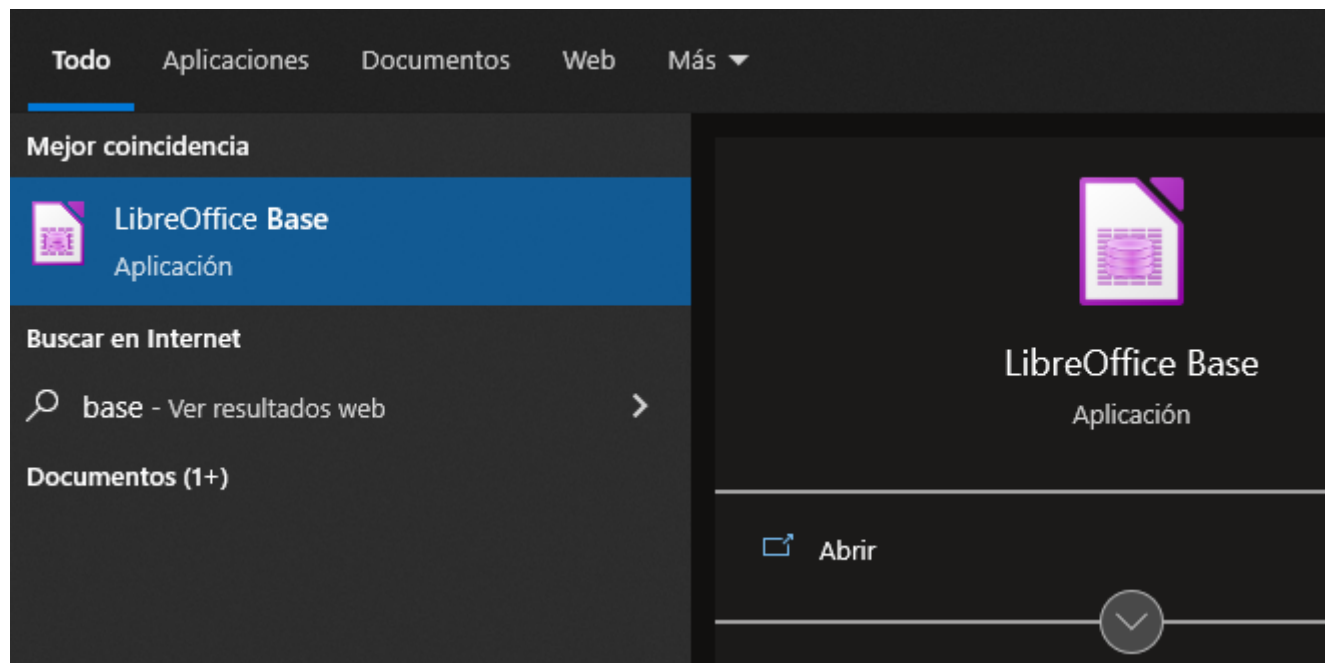 Todo Aplicaciones Documentos Web Más
Mejor coincidencia
LibreOffice Base
Aplicación
Buscar en Internet
base - Ver resultados web
Documentos (1+)
LibreOffice Base
Aplicación
Abrir